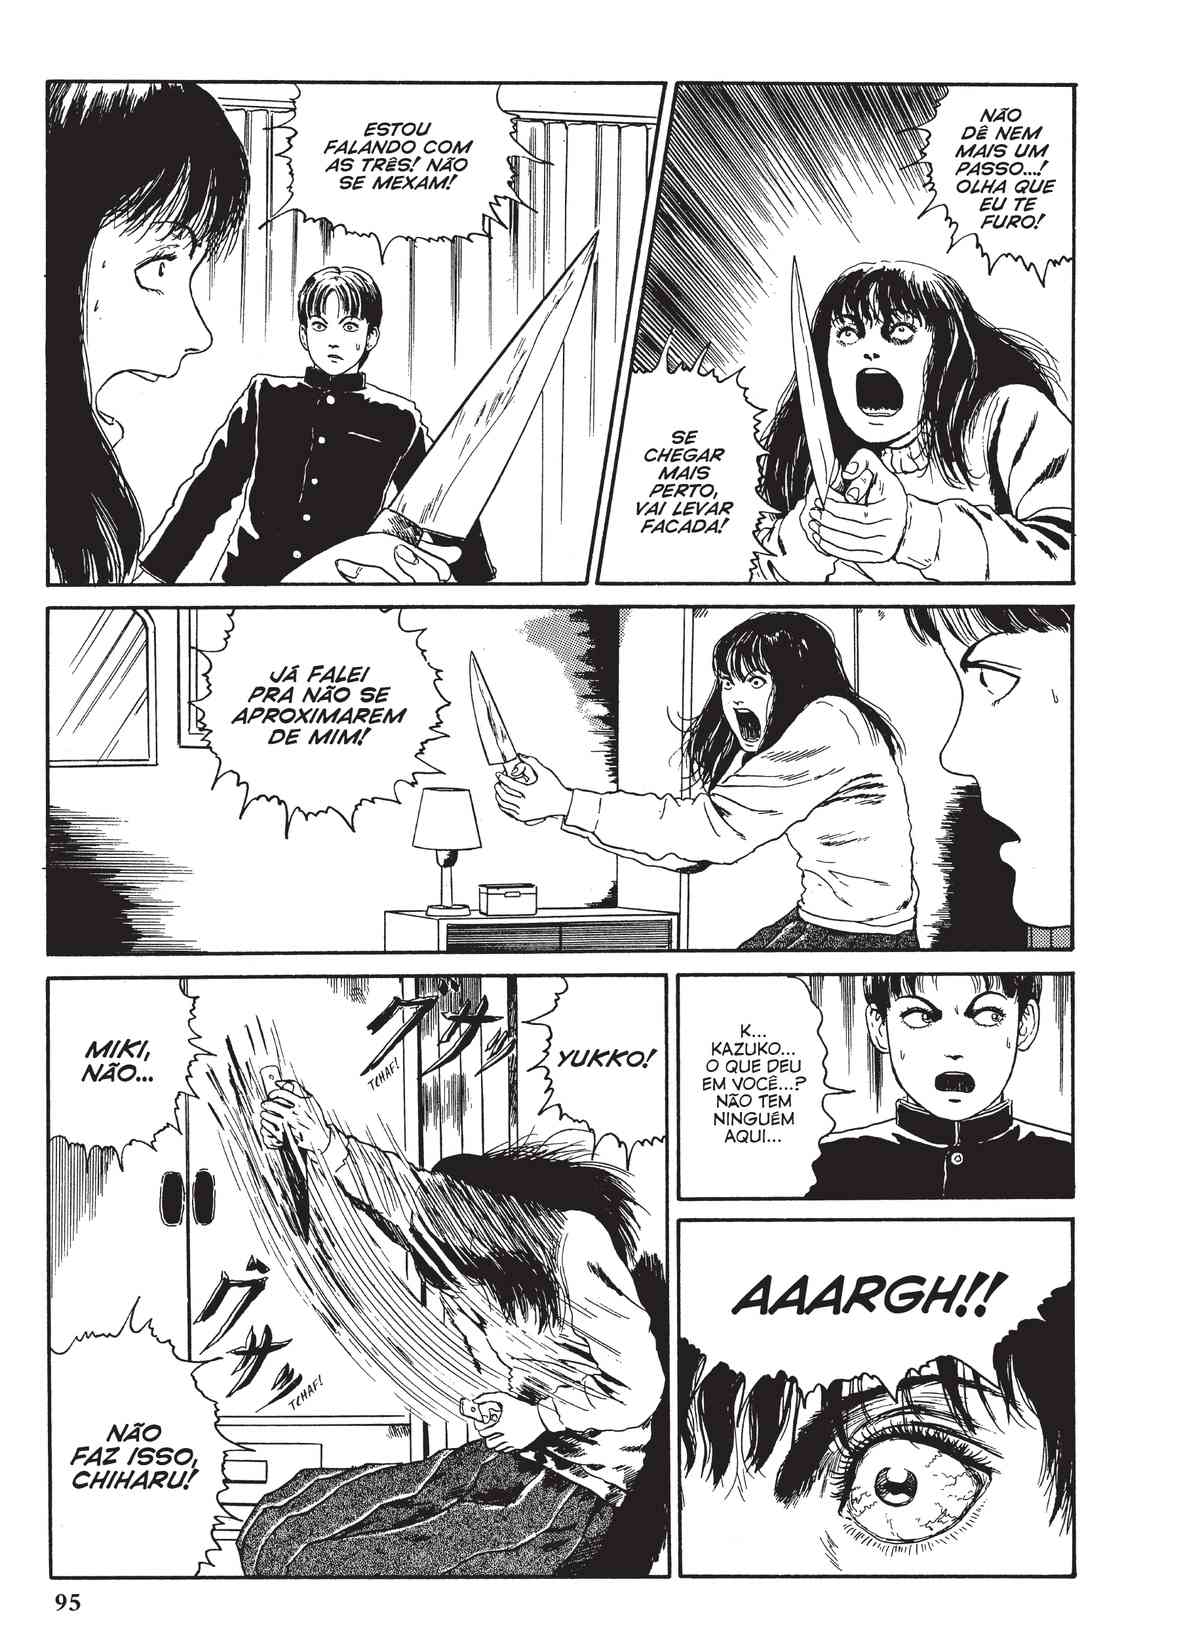 NÃO
DÊ NEM
MAIS UM
PASSO...!
OLHA QUE
EU TE
FURO!
SE
CHEGAR
MAIS
PERTO,
VAI LEVAR
FACADA!
ESTOU
FALANDO COM
AS TRÊS! NÃO
SE MEXAM!
JÁ FALEI
PRA NÃO SE
APROXIMAREM
DE MIM!
K...
KAZUKO...
O QUE DEU
EM VOCÊ...?
NÃO TEM
NINGUÉM
AQUI...
AAARGH!!
YUKKO!
グサッ
TCHAF!
MIKI,
NÃO...
グサッ
TCHAF!
NÃO
FAZ ISSO,
CHIHARU!
95